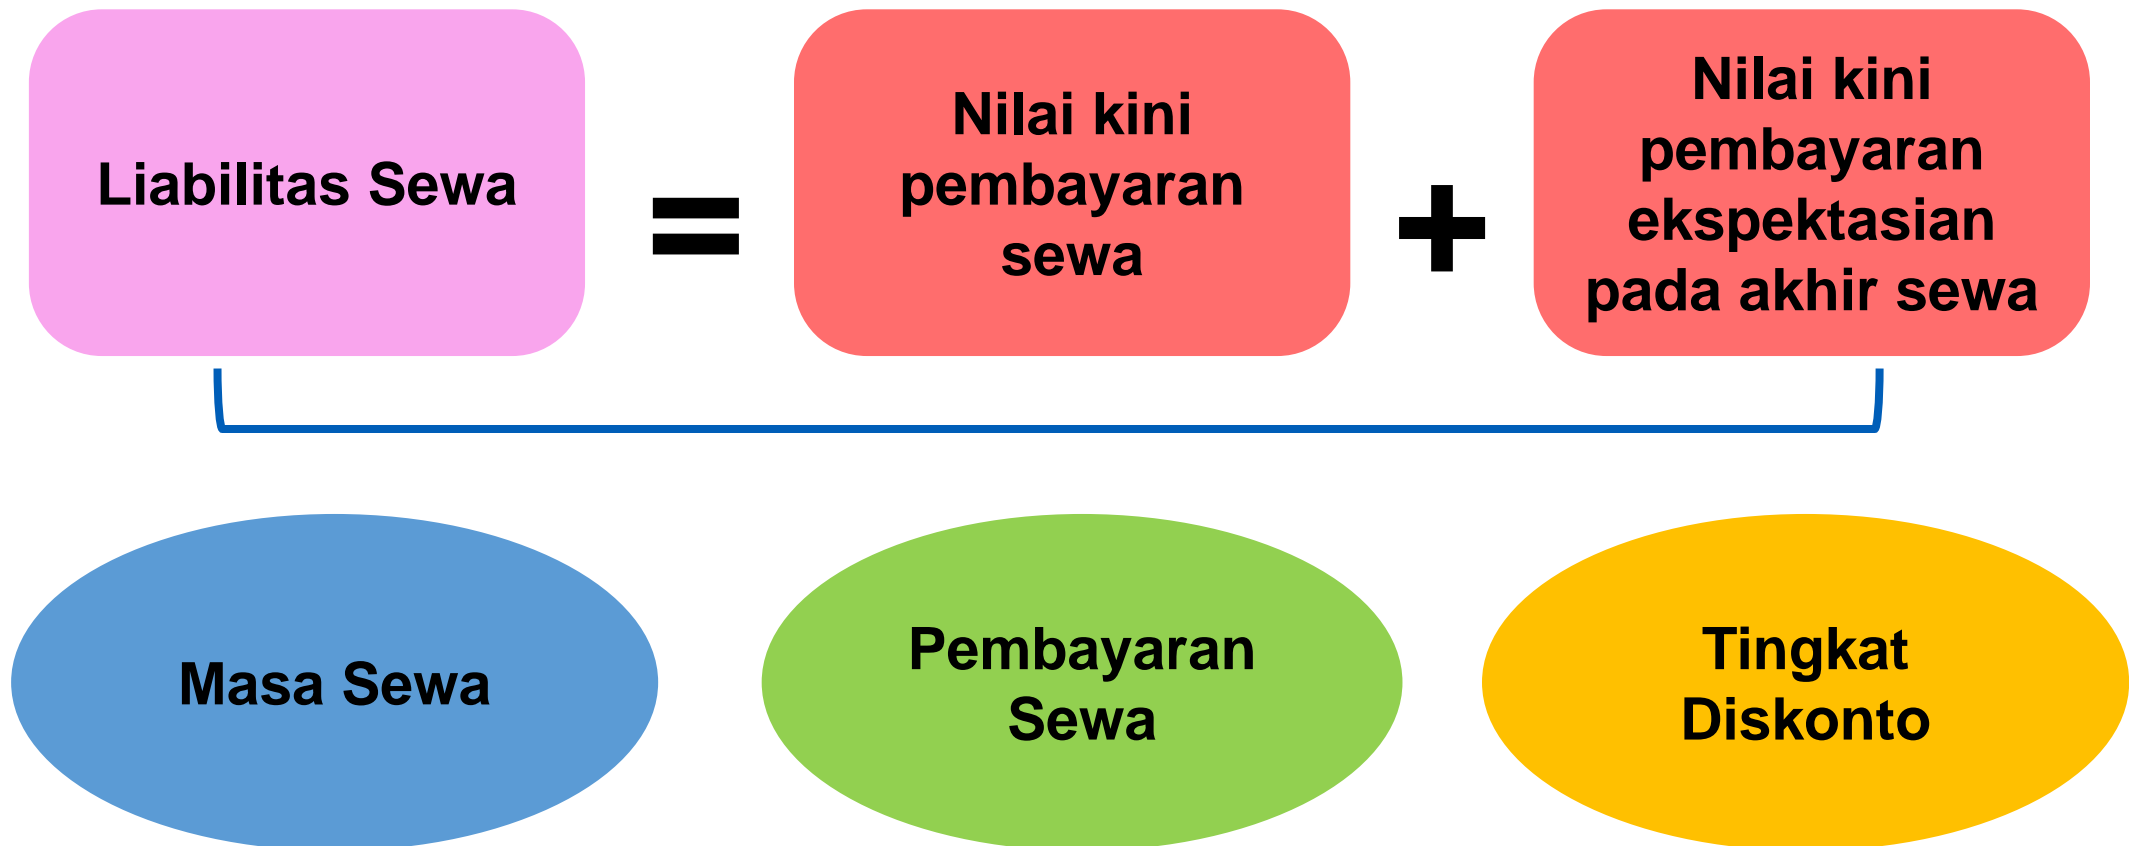 Liabilitas Sewa
=
Nilai kini
pembayaran
sewa
+
Nilai kini
pembayaran
ekspektasian
pada akhir sewa
Masa Sewa
Pembayaran
Sewa
Tingkat
Diskonto